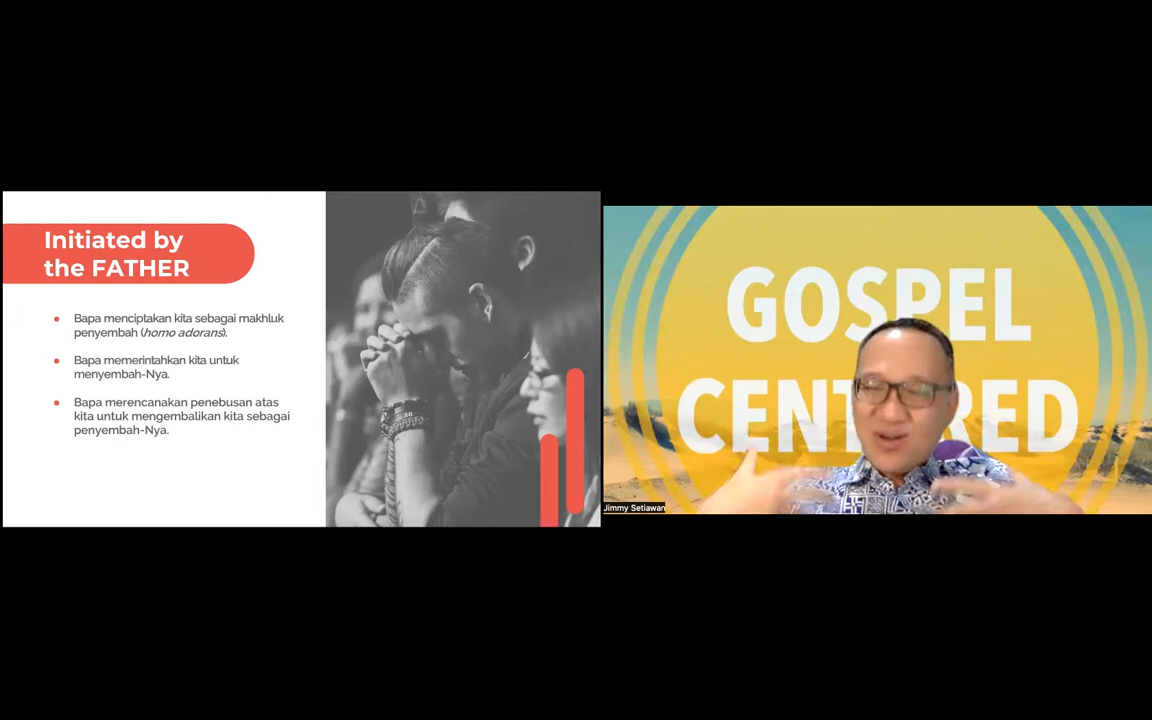 Initiated by
the FATHER
Bapa menciptakan kita sebagai makhluk
penyembah (homo adorans).
Bapa memerintahkan kita untuk
menyembah-Nya.
Bapa merencanakan penebusan atas
kita untuk mengembalikan kita sebagai
penyembah-Nya.
GOSPEL
CENTERED
Jimmy Setiawan